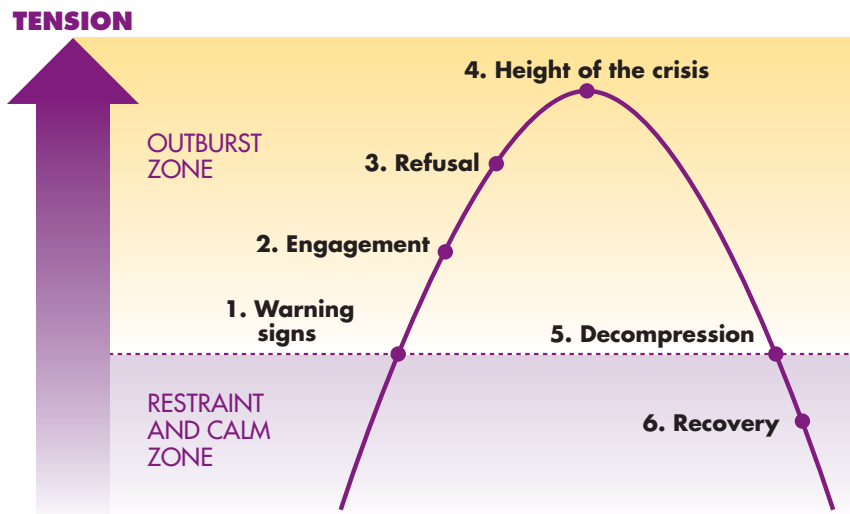 TENSION
4. Height of the crisis
OUTBURST
ZONE
3. Refusal
2. Engagement
1. Warning
signs
5. Decompression
RESTRAINT
AND CALM
ZONE
6. Recovery